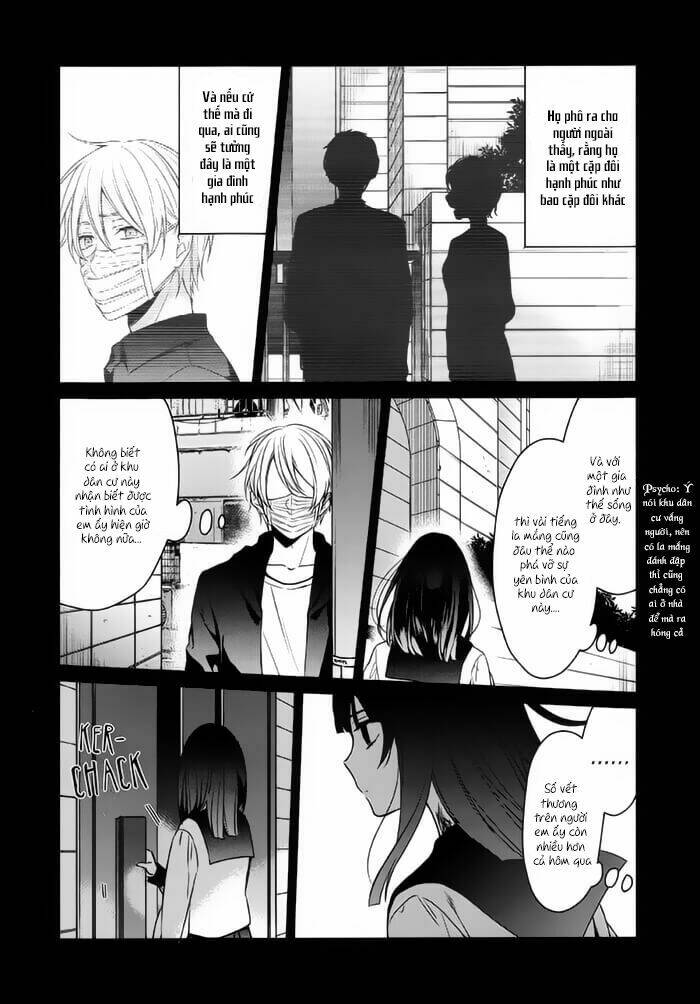 Họ phô ra cho
người ngoài
thấy, rằng họ
là một cặp đôi
hạnh phúc như
bao cặp đôi khác
Và nếu cứ
thế mà đi
qua, ai cũng
sẽ tưởng
đây là một
gia đình
hạnh phúc
Và với
một gia
đình như
thế sống
ở đây.
thì vài tiếng
la mắng cũng
đâu thể nào
phá vỡ sự
yên bình của
khu dân cư
này....
Không biết
có ai ở khu
dân cư này
nhận biết được
tình hình của
em ấy hiện giờ
không nữa...
Psycho: Ý
nói khu dân
cư vắng
người, nên
có la mắng
đánh đập
thì cũng
chẳng có
ai ở nhà
để mà ra
hóng cả
......
Số vết
thương
trên người
em ấy còn
nhiều hơn
cả hôm qua
KER-
CHACK